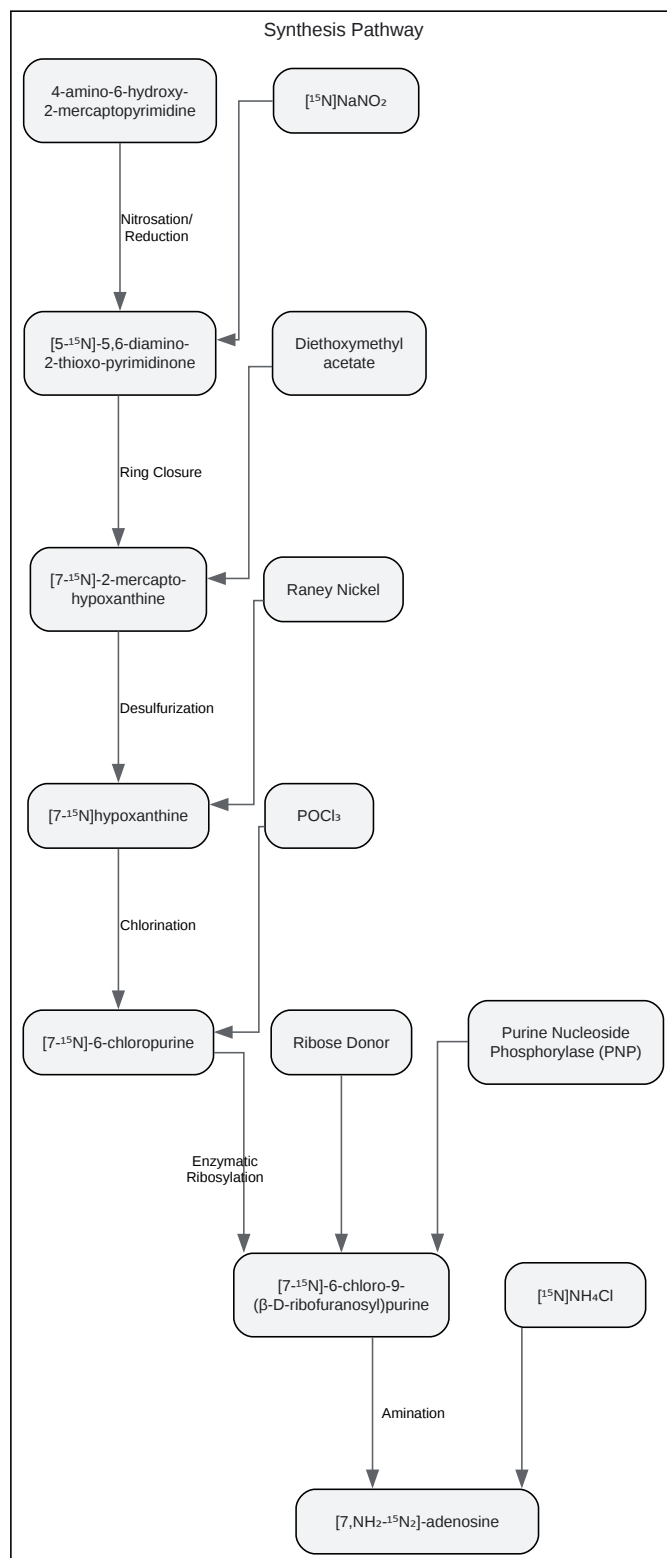 Synthesis Pathway
4-amino-6-hydroxy-
2-mercaptopyrimidine
[¹⁵N]NaNO₂
Nitrosation/
Reduction
[5-¹⁵N]-5,6-diamino-
2-thioxo-pyrimidinone
Diethoxymethyl
acetate
Ring Closure
[7-¹⁵N]-2-mercapto-
hypoxanthine
Raney Nickel
Desulfurization
[7-¹⁵N]hypoxanthine
POCl₃
Chlorination
[7-¹⁵N]-6-chloropurine
Ribose Donor
Purine Nucleoside
Phosphorylase (PNP)
Enzymatic
Ribosylation
[7-¹⁵N]-6-chloro-9-
(β-D-ribofuranosyl)purine
[¹⁵N]NH₄Cl
Amination
[7,NH₂-¹⁵N₂]-adenosine